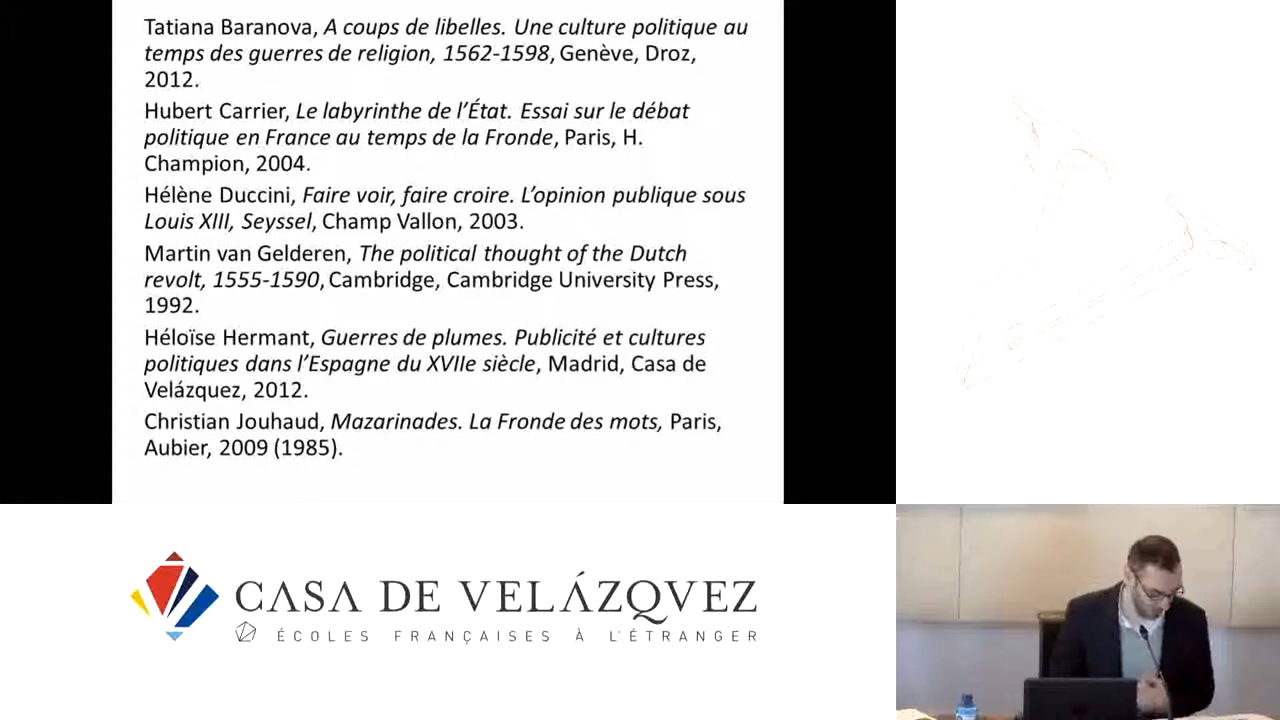 Tatiana Baranova, A coups de libelles. Une culture politique au
temps des guerres de religion, 1562-1598, Genève, Droz,
2012.
Hubert Carrier, Le labyrinthe de l'État. Essai sur le débat
politique en France au temps de la Fronde, Paris, H.
Champion, 2004.
Hélène Duccini, Faire voir, faire croire. L'opinion publique sous
Louis XIII, Seyssel, Champ Vallon, 2003.
Martin van Gelderen, The political thought of the Dutch
revolt, 1555-1590, Cambridge, Cambridge University Press,
1992.
Héloïse Hermant, Guerres de plumes. Publicité et cultures
politiques dans l'Espagne du XVIIe siècle, Madrid, Casa de
Velázquez, 2012.
Christian Jouhaud, Mazarinades. La Fronde des mots, Paris,
Aubier, 2009 (1985).
CASA DE VELÁZQVEZ
ÉCOLES FRANÇAISES À L'ÉTRANGER